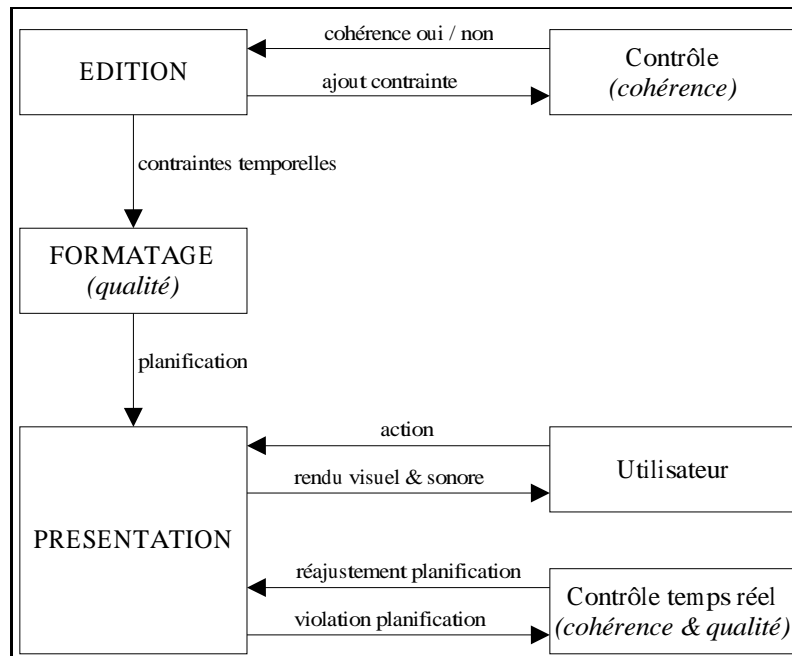 cohérence oui / non
EDITION
Contrôle
(cohérence)
ajout contrainte
contraintes temporelles
FORMATAGE
(qualité)
planification
action
Utilisateur
rendu visuel & sonore
PRESENTATION
réajustement planification
Contrôle temps réel
(cohérence & qualité)
violation planification